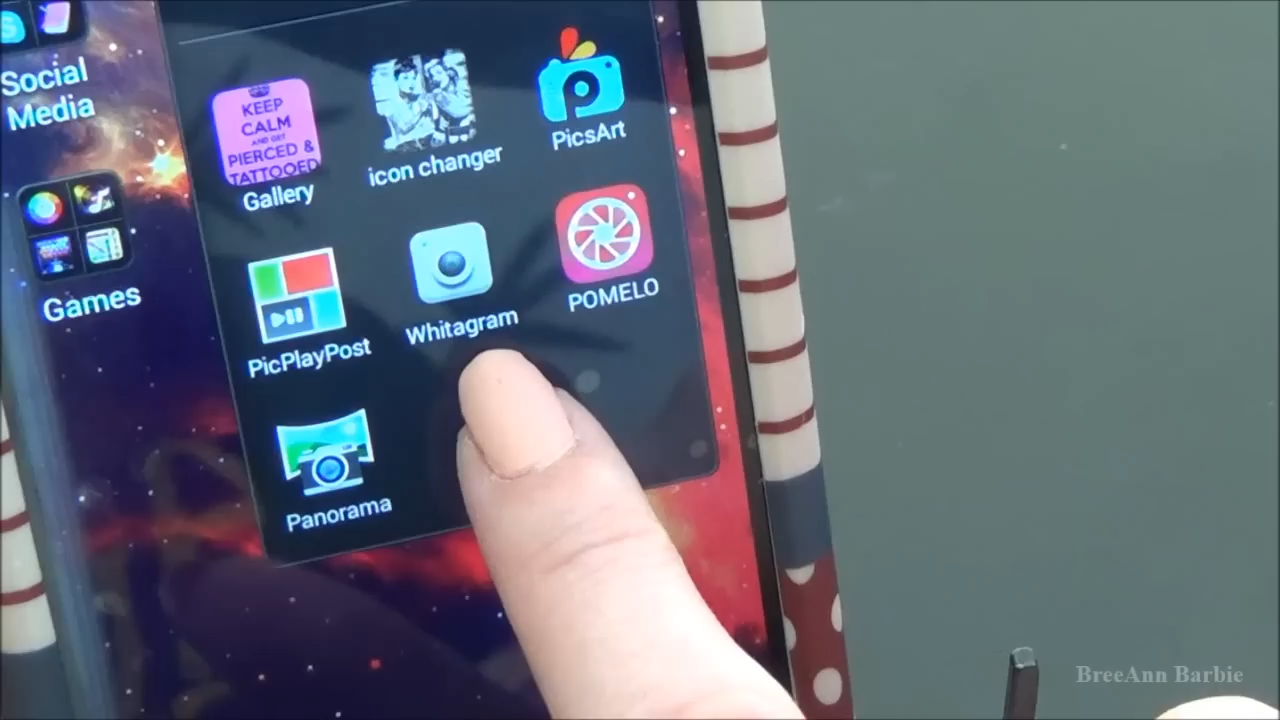 Social
Media
KEEP
CALM
AND GET
PIERCED &
TATTOOED
Gallery
icon changer
PicsArt
Games
PicPlayPost
Whitagram
POMELO
Panorama
BreeAnn Barbie